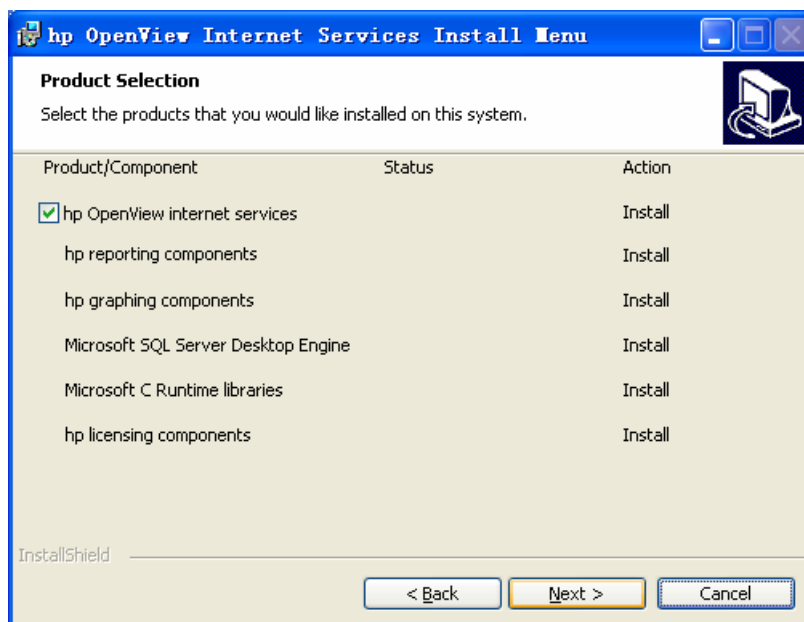 hp OpenView Internet Services Install Menu
Product Selection
Select the products that you would like installed on this system.
Product/Component Status Action
hp OpenView internet services Install
hp reporting components Install
hp graphing components Install
Microsoft SQL Server Desktop Engine Install
Microsoft C Runtime libraries Install
hp licensing components Install
InstallShield
< Back Next > Cancel